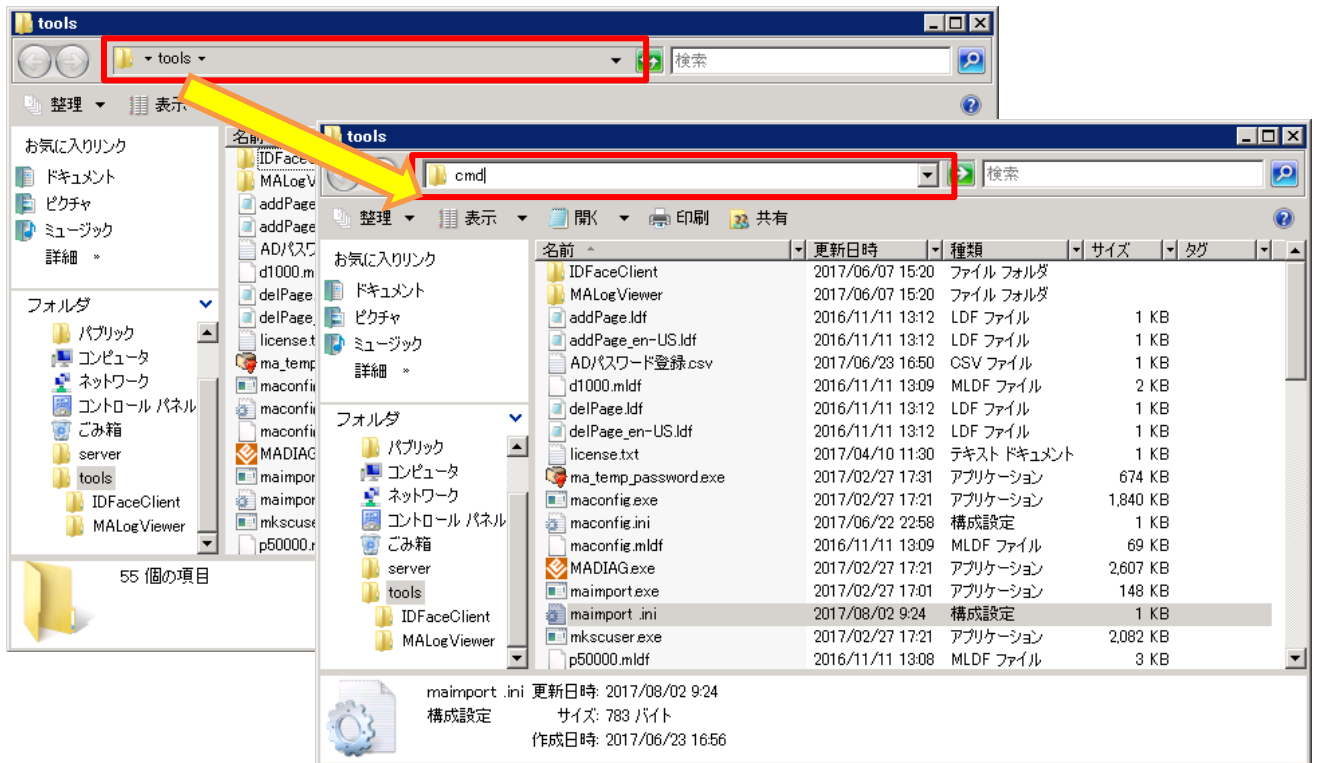 tools
tools
検索
整理
表示
お気に入りリンク
ドキュメント
ピクチャ
ミュージック
詳細 »
フォルダ
パブリック
コンピュータ
ネットワーク
コントロール パネル
ごみ箱
server
tools
IDFaceClient
MALogViewer
55 個の項目
名前
IDFaceC
MALogV
addPage
addPage
ADパスワ
d1000.m
delPage.
delPage_
license.t
ma_temp
maconfi
maconfi
maconfi
MADIAG
maimpor
maimpor
mkscuse
p50000.r
tools
cmd
検索
整理 表示 開く 印刷 共有
お気に入りリンク
ドキュメント
ピクチャ
ミュージック
詳細 »
フォルダ
パブリック
コンピュータ
ネットワーク
コントロール パネル
ごみ箱
server
tools
IDFaceClient
MALogViewer
名前 更新日時 種類 サイズ タグ
IDFaceClient 2017/06/07 15:20 ファイル フォルダ
MALogViewer 2017/06/07 15:20 ファイル フォルダ
addPage.ldf 2016/11/11 13:12 LDF ファイル 1 KB
addPage_en-US.ldf 2016/11/11 13:12 LDF ファイル 1 KB
ADパスワード登録.csv 2017/06/23 16:50 CSV ファイル 1 KB
d1000.mldf 2016/11/11 13:09 MLDF ファイル 2 KB
delPage.ldf 2016/11/11 13:12 LDF ファイル 1 KB
delPage_en-US.ldf 2016/11/11 13:12 LDF ファイル 1 KB
license.txt 2017/04/10 11:30 テキスト ドキュメント 1 KB
ma_temp_password.exe 2017/02/27 17:31 アプリケーション 674 KB
maconfig.exe 2017/02/27 17:21 アプリケーション 1,840 KB
maconfig.ini 2017/06/22 22:58 構成設定 1 KB
maconfig.mldf 2016/11/11 13:09 MLDF ファイル 69 KB
MADIAG.exe 2017/02/27 17:21 アプリケーション 2,607 KB
maimport.exe 2017/02/27 17:01 アプリケーション 148 KB
maimport .ini 2017/08/02 9:24 構成設定 1 KB
mkscuser.exe 2017/02/27 17:21 アプリケーション 2,082 KB
p50000.mldf 2016/11/11 13:08 MLDF ファイル 3 KB
maimport .ini 更新日時: 2017/08/02 9:24
構成設定 サイズ: 783 バイト
作成日時: 2017/06/23 16:56